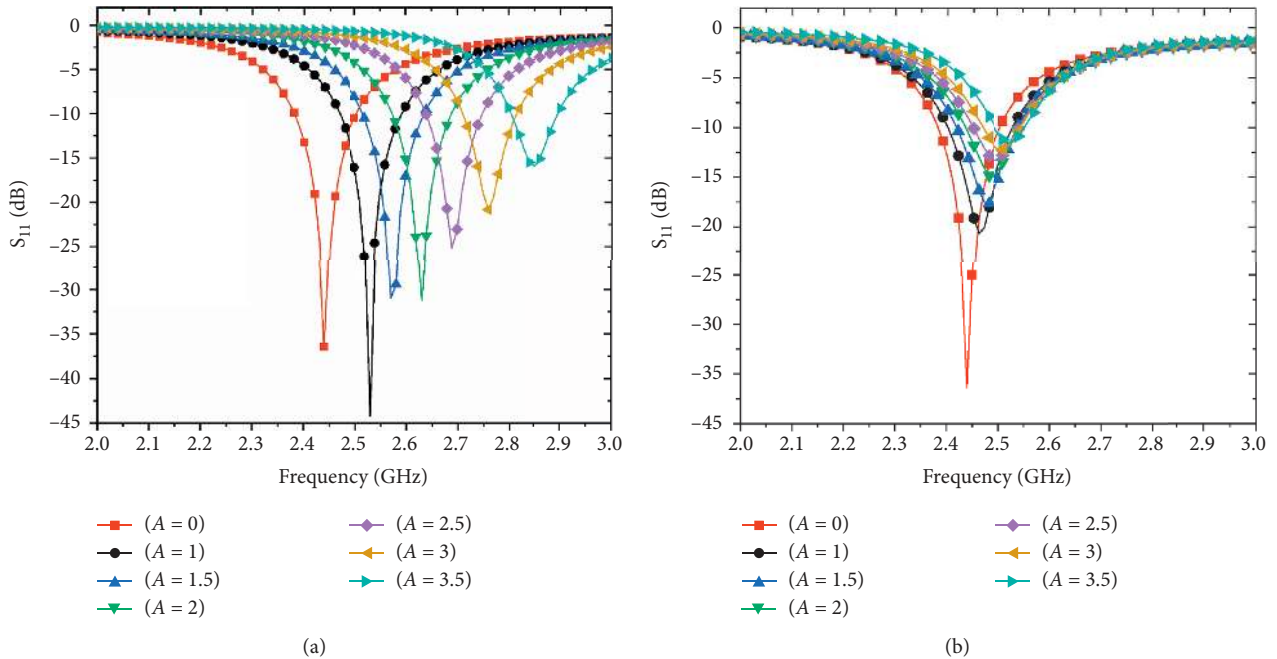 0
−5
−10
−15
−20
−25
−30
−35
−40
−45
S11 (dB)
2.0 2.1 2.2 2.3 2.4 2.5 2.6 2.7 2.8 2.9 3.0
Frequency (GHz)
(A = 0)
(A = 1)
(A = 1.5)
(A = 2)
(A = 2.5)
(A = 3)
(A = 3.5)
(a)
0
−5
−10
−15
−20
−25
−30
−35
−45
S11 (dB)
2.0 2.1 2.2 2.3 2.4 2.5 2.6 2.7 2.8 2.9 3.0
Frequency (GHz)
(A = 0)
(A = 1)
(A = 1.5)
(A = 2)
(A = 2.5)
(A = 3)
(A = 3.5)
(b)